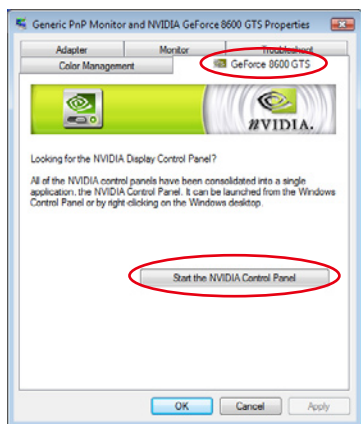 Generic PnP Monitor and NVIDIA GeForce 8600 GTS Properties
Adapter Monitor Troubleshoot
Color Management GeForce 8600 GTS
NVIDIA.
Looking for the NVIDIA Display Control Panel?
All of the NVIDIA control panels have been consolidated into a single
application, the NVIDIA Control Panel. It can be launched from the Windows
Control Panel or by right-clicking on the Windows desktop.
Start the NVIDIA Control Panel
OK Cancel Apply